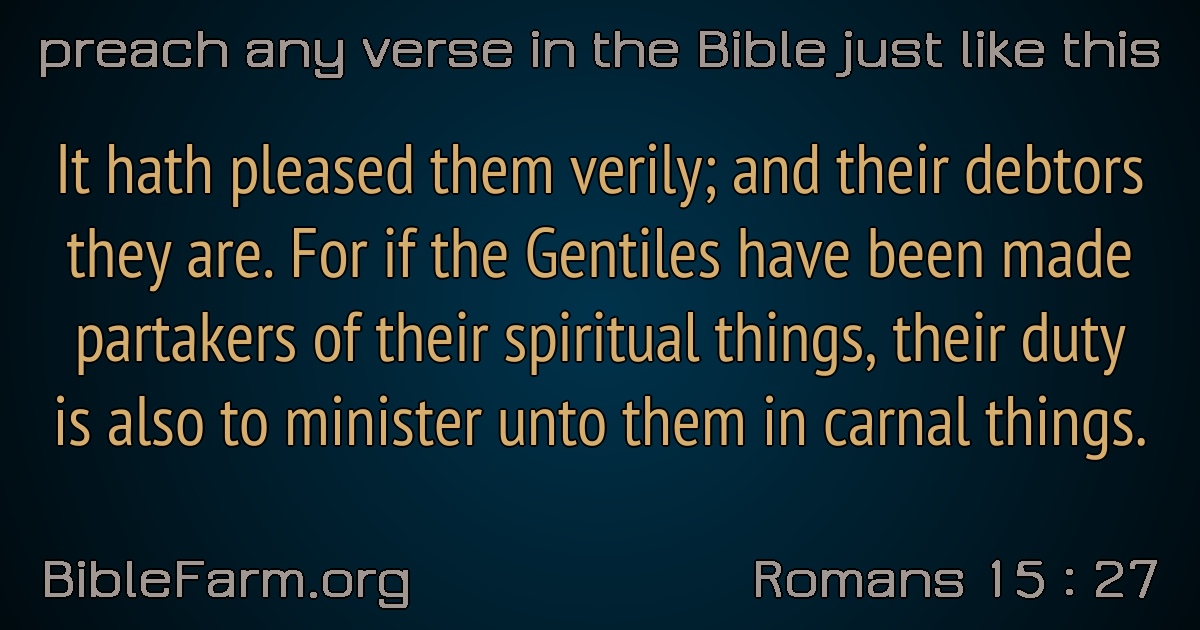 preach any verse in the Bible just like this
It hath pleased them verily; and their debtors
they are. For if the Gentiles have been made
partakers of their spiritual things, their duty
is also to minister unto them in carnal things.
BibleFarm.org
Romans 15 : 27